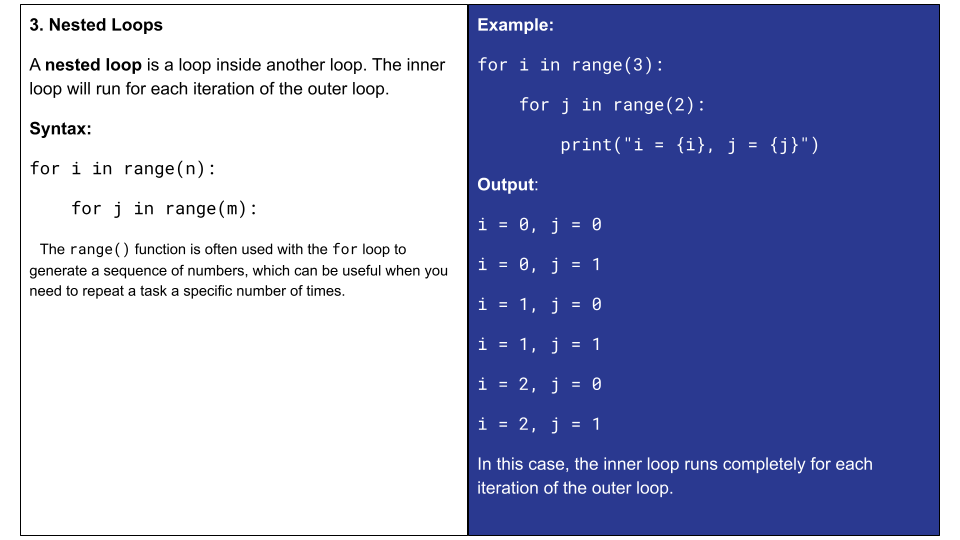 3. Nested Loops
A nested loop is a loop inside another loop. The inner
loop will run for each iteration of the outer loop.
Syntax:
for i in range(n):
    for j in range(m):
The range() function is often used with the for loop to
generate a sequence of numbers, which can be useful when you
need to repeat a task a specific number of times.
Example:
for i in range(3):
    for j in range(2):
        print("i = {i}, j = {j}")
Output:
i = 0, j = 0
i = 0, j = 1
i = 1, j = 0
i = 1, j = 1
i = 2, j = 0
i = 2, j = 1
In this case, the inner loop runs completely for each
iteration of the outer loop.